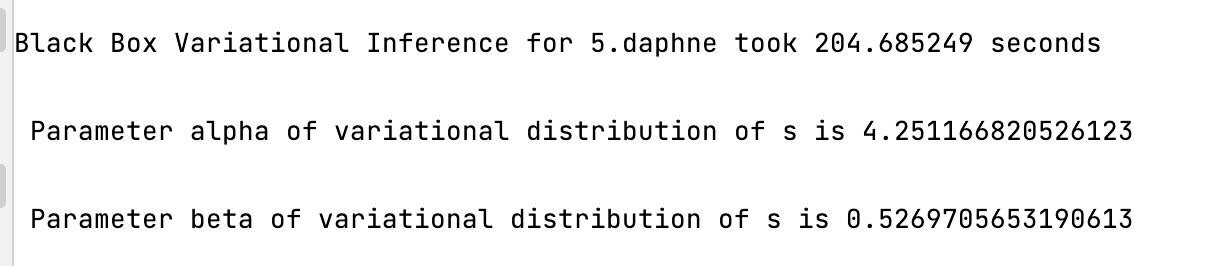 Black Box Variational Inference for 5.daphne took 204.685249 seconds
Parameter alpha of variational distribution of s is 4.251166820526123
Parameter beta of variational distribution of s is 0.5269705653190613